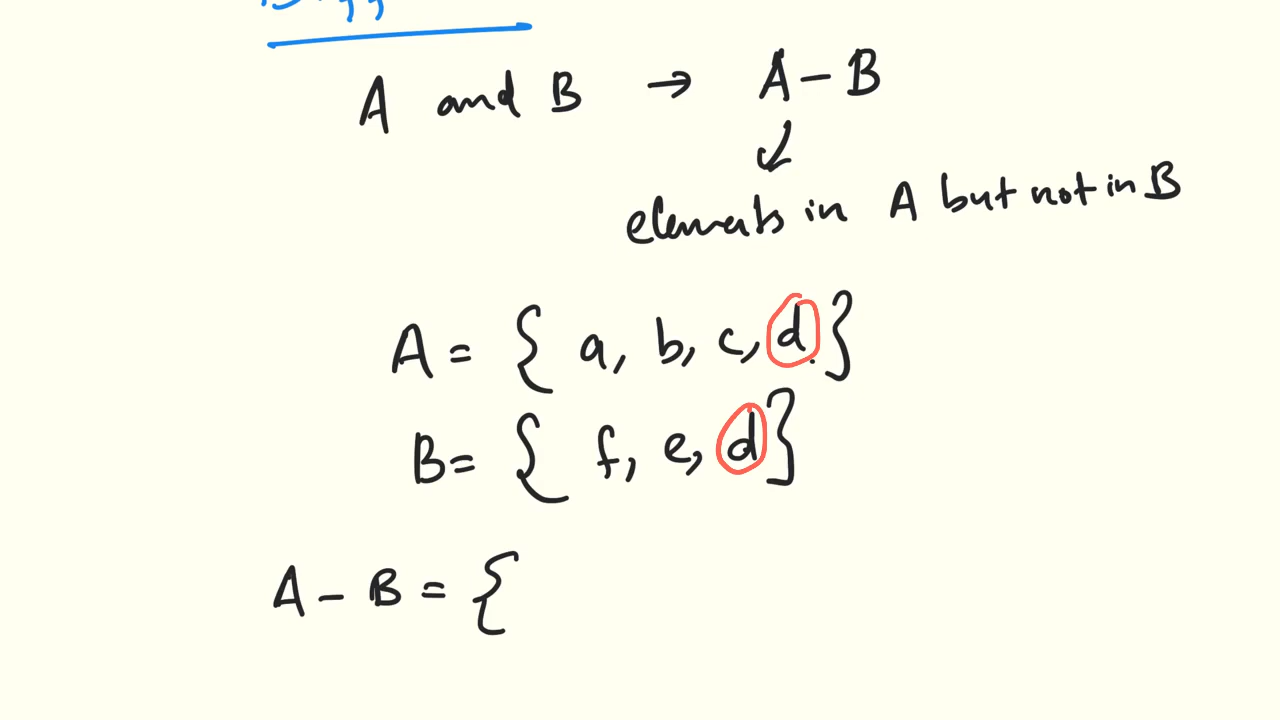 A and B → A - B
elements in A but not in B
A = { a, b, c, d }
B = { f, e, d }
A - B = {